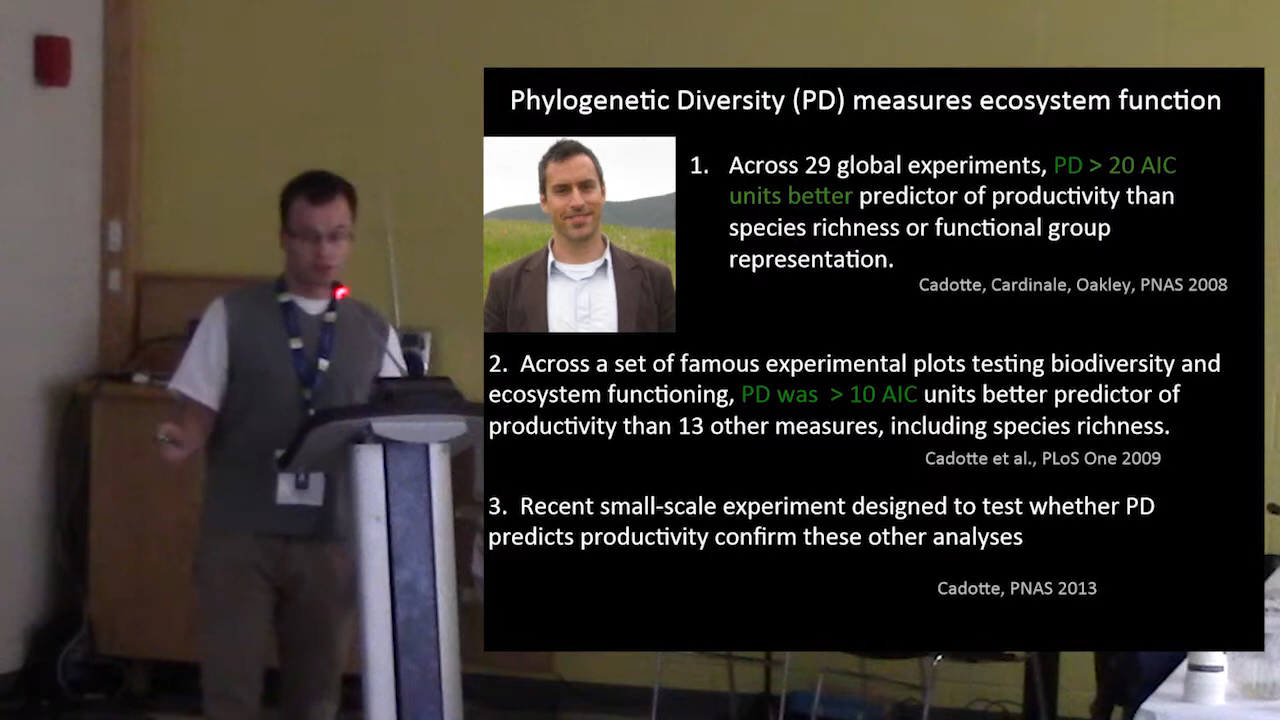 Phylogenetic Diversity (PD) measures ecosystem function
1. Across 29 global experiments, PD > 20 AIC
units better predictor of productivity than
species richness or functional group
representation.
Cadotte, Cardinale, Oakley, PNAS 2008
2. Across a set of famous experimental plots testing biodiversity and
ecosystem functioning, PD was > 10 AIC units better predictor of
productivity than 13 other measures, including species richness.
Cadotte et al., PLoS One 2009
3. Recent small-scale experiment designed to test whether PD
predicts productivity confirm these other analyses
Cadotte, PNAS 2013